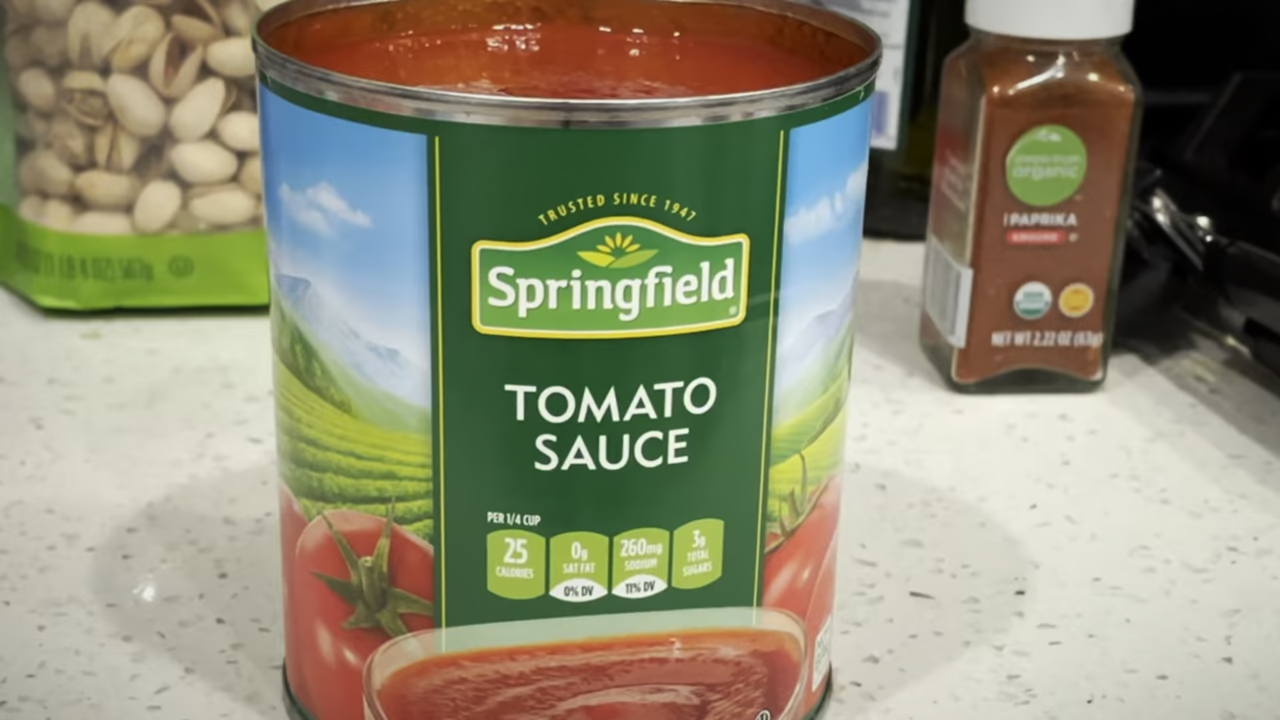 TRUSTED SINCE 1947
Springfield
TOMATO
SAUCE
PER 1/4 CUP
25
CALORIES
0g
SAT FAT
0% DV
260mg
SODIUM
11% DV
3g
TOTAL
SUGARS
organic
PAPRIKA
NET WT 2.22 OZ (63g)